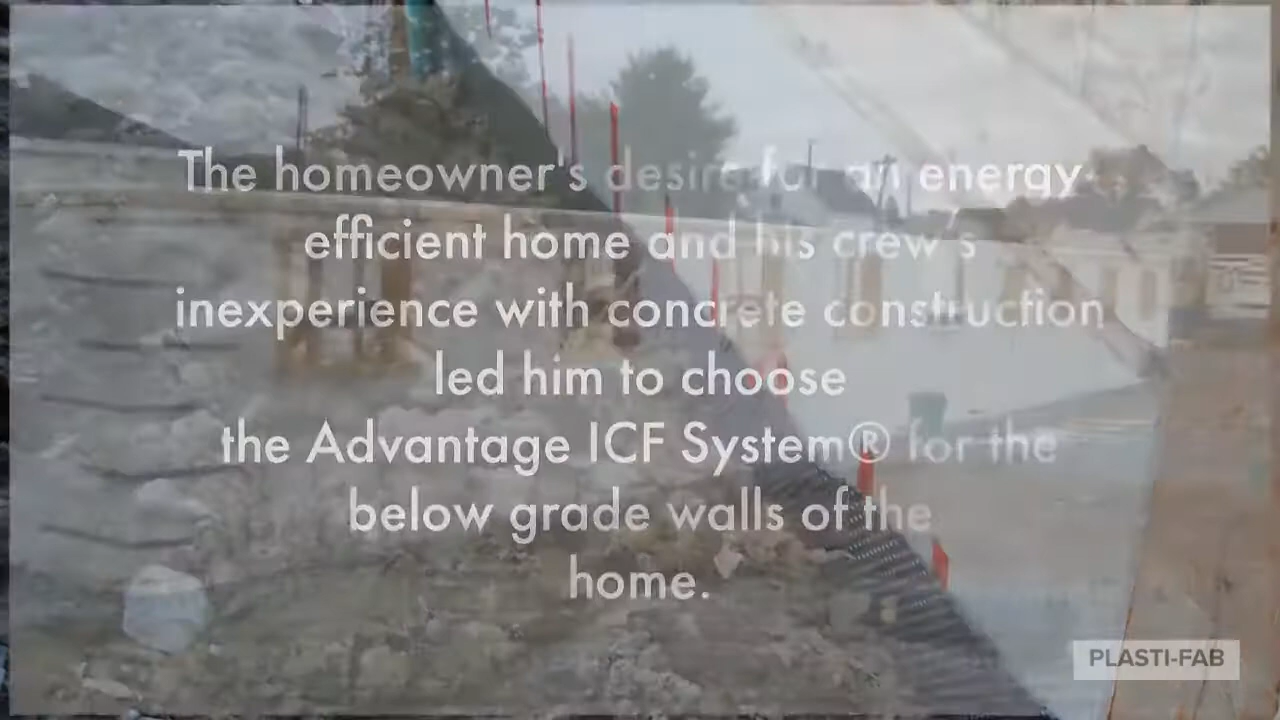 The homeowner's desire for an energy
efficient home and his crew's
inexperience with concrete construction
led him to choose
the Advantage ICF System® for the
below grade walls of the
home.
PLASTI-FAB